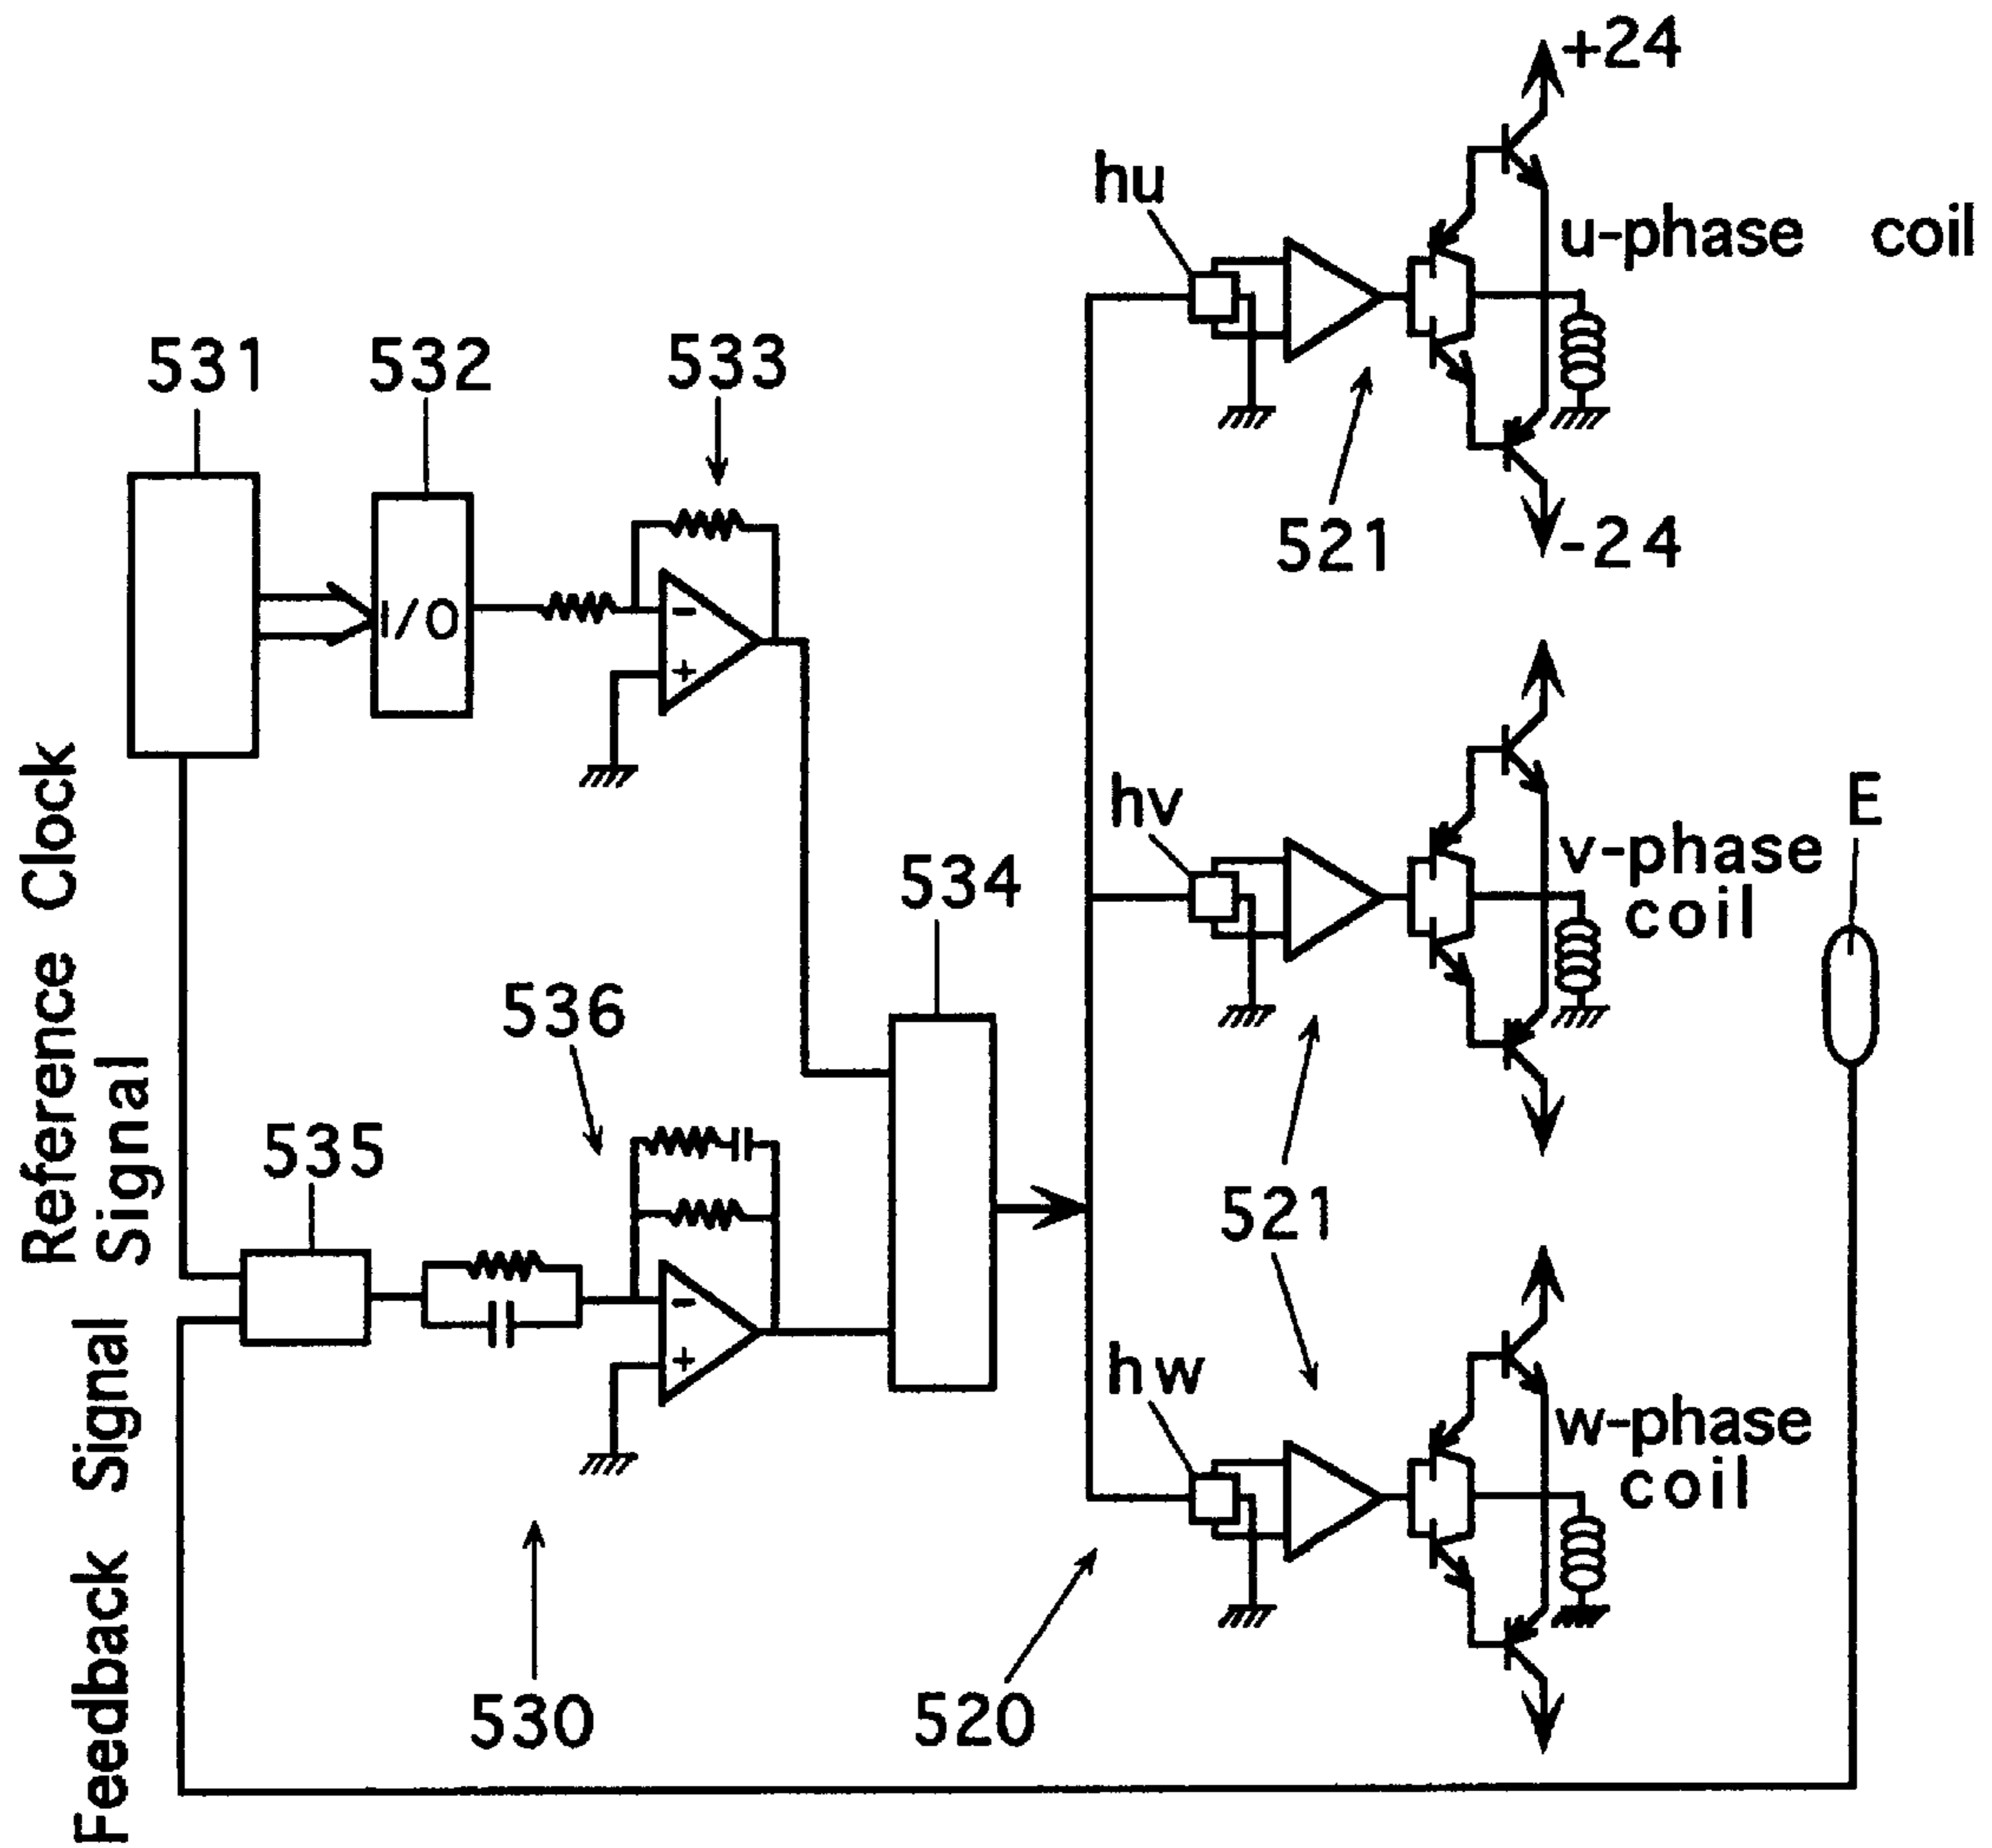 +24
hu
u-phase coil
531
532
533
521
-24
I/O
-
+
Reference Clock
Signal
hv
v-phase
coil
E
534
536
535
521
-
+
hw
w-phase
coil
Feedback Signal
530
520